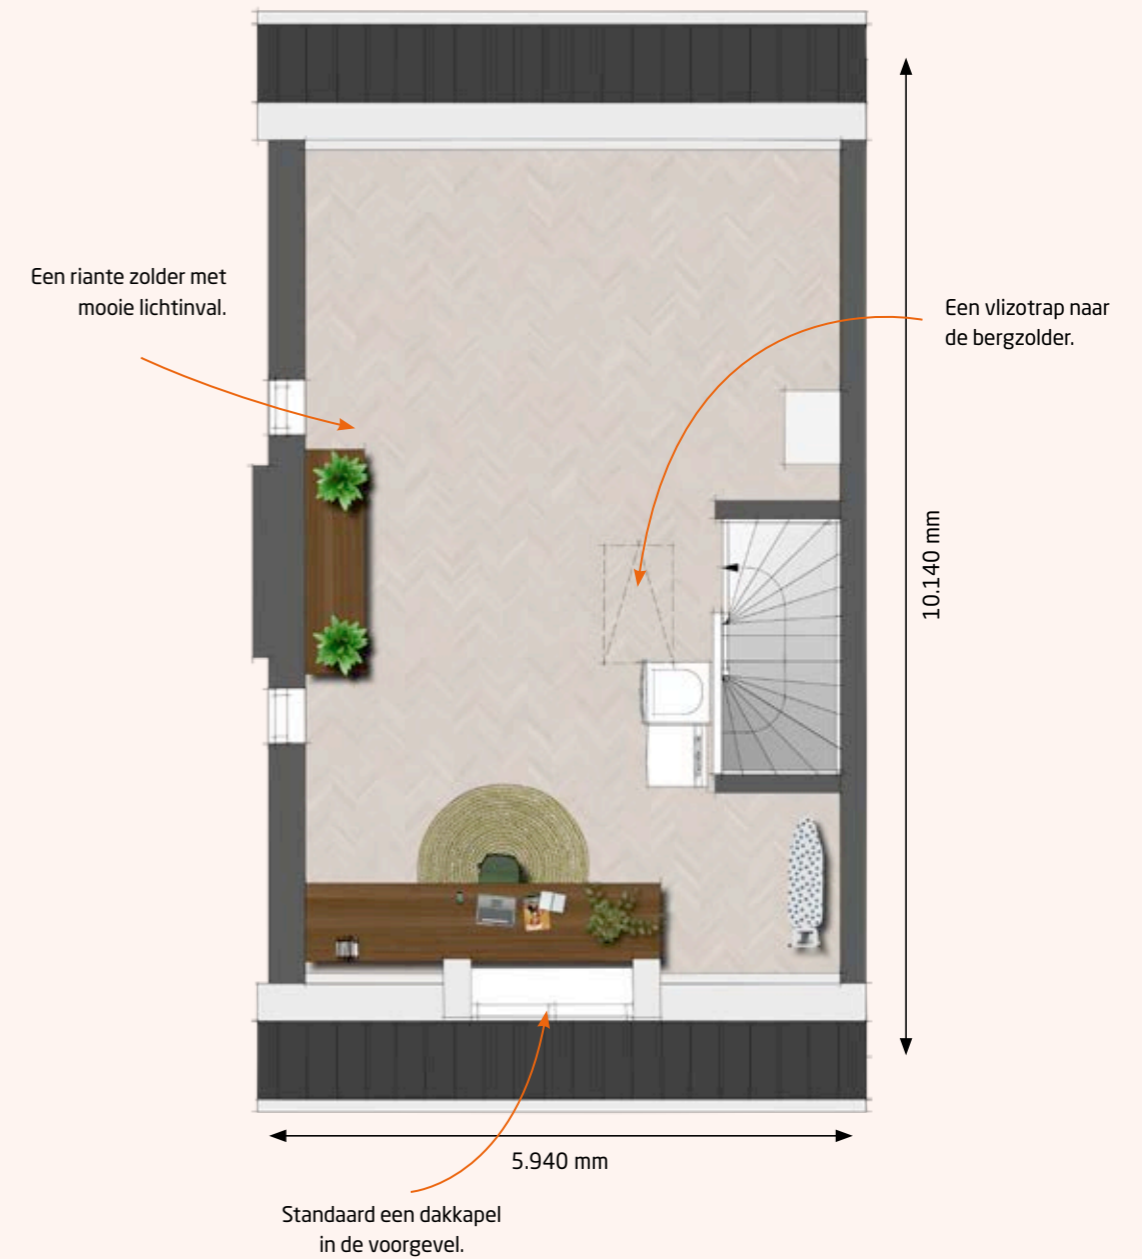 Een riante zolder met
mooie lichtinval.
Een vlizotrap naar
de bergzolder.
10.140 mm
5.940 mm
Standaard een dakkapel
in de voorgevel.